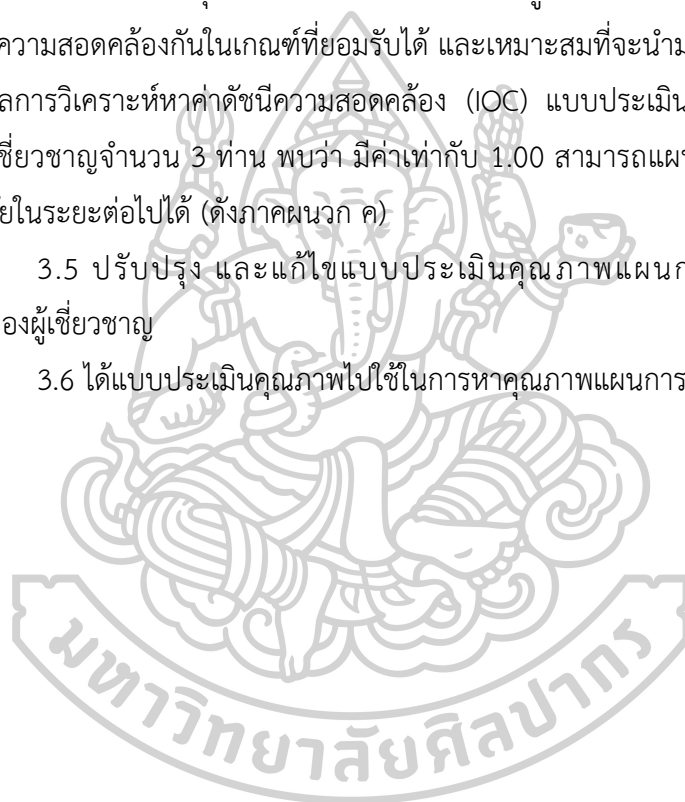 ความสอดคล้องกันในเกณฑ์ที่ยอมรับได้ และเหมาะสมที่จะนำม
ลการวิเคราะห์หาค่าดัชนีความสอดคล้อง (IOC) แบบประเมิน
ชี่ยวชาญจำนวน 3 ท่าน พบว่า มีค่าเท่ากับ 1.00 สามารถแผน
ัยในระยะต่อไปได้ (ดังภาคผนวก ค)
3.5 ปรับปรุง และแก้ไขแบบประเมินคุณภาพแผนก
องผู้เชี่ยวชาญ
3.6 ได้แบบประเมินคุณภาพไปใช้ในการหาคุณภาพแผนการ
มหาวิทยาลัยศิลปากร